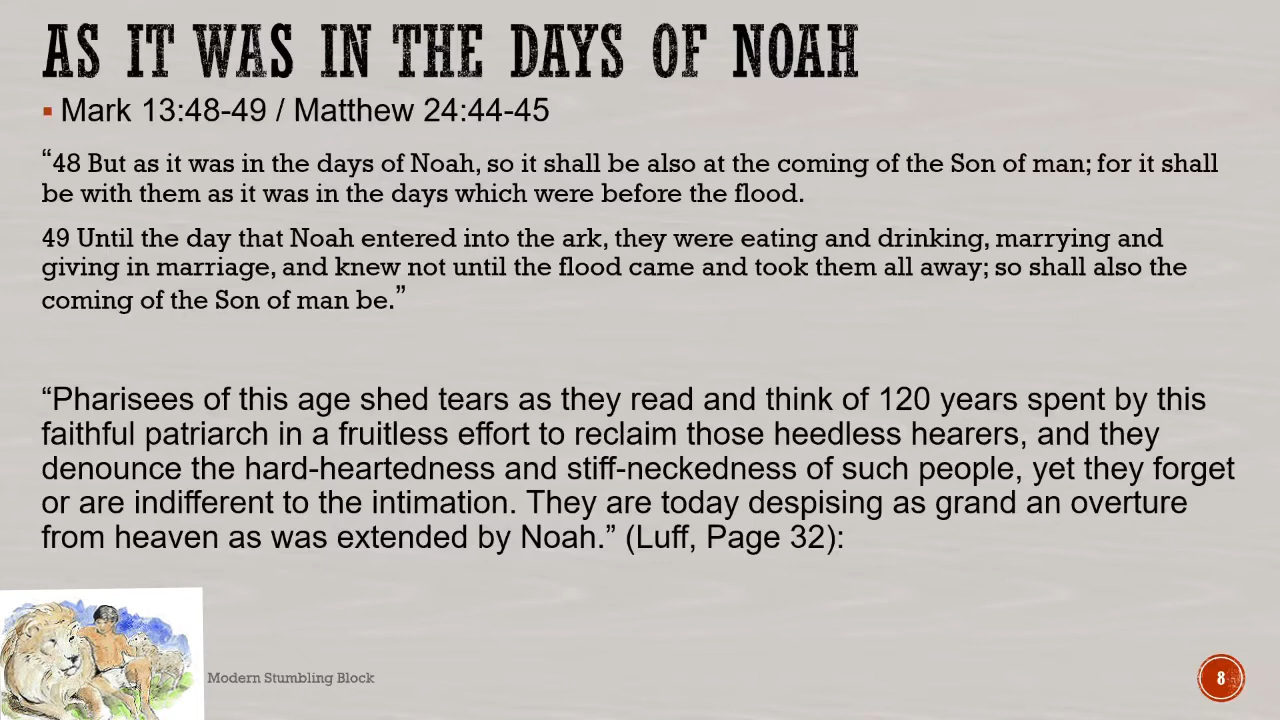 AS IT WAS IN THE DAYS OF NOAH
▪ Mark 13:48-49 / Matthew 24:44-45
“48 But as it was in the days of Noah, so it shall be also at the coming of the Son of man; for it shall
be with them as it was in the days which were before the flood.
49 Until the day that Noah entered into the ark, they were eating and drinking, marrying and
giving in marriage, and knew not until the flood came and took them all away; so shall also the
coming of the Son of man be.”
“Pharisees of this age shed tears as they read and think of 120 years spent by this
faithful patriarch in a fruitless effort to reclaim those heedless hearers, and they
denounce the hard-heartedness and stiff-neckedness of such people, yet they forget
or are indifferent to the intimation. They are today despising as grand an overture
from heaven as was extended by Noah.” (Luff, Page 32):
Modern Stumbling Block
8